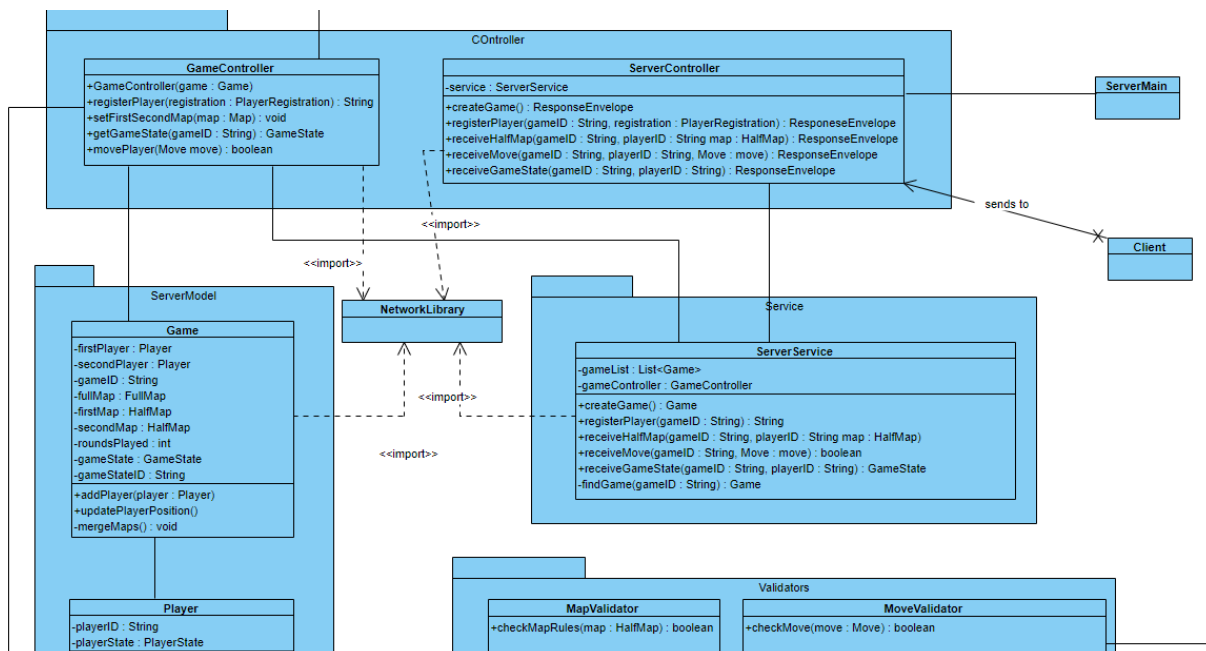 COntroller
GameController
+GameController(game : Game)
+registerPlayer(registration : PlayerRegistration) : String
+setFirstSecondMap(map : Map) : void
+getGameState(gameID : String) : GameState
+movePlayer(Move move) : boolean
ServerController
-service : ServerService
+createGame() : ResponseEnvelope
+registerPlayer(gameID : String, registration : PlayerRegistration) : ResponseEnvelope
+receiveHalfMap(gameID : String, playerID : String map : HalfMap) : ResponseEnvelope
+receiveMove(gameID : String, playerID : String, Move : move) : ResponseEnvelope
+receiveGameState(gameID : String, playerID : String) : ResponseEnvelope
ServerMain
sends to
Client
<<import>>
<<import>>
ServerModel
Game
-firstPlayer : Player
-secondPlayer : Player
-gameID : String
-fullMap : FullMap
-firstMap : HalfMap
-secondMap : HalfMap
-roundsPlayed : int
-gameState : GameState
-gameStateID : String
+addPlayer(player : Player)
+updatePlayerPosition()
-mergeMaps() : void
NetworkLibrary
<<import>>
<<import>>
Service
ServerService
-gameList : List<Game>
-gameController : GameController
+createGame() : Game
+registerPlayer(gameID : String) : String
+receiveHalfMap(gameID : String, playerID : String map : HalfMap)
+receiveMove(gameID : String, Move : move) : boolean
+receiveGameState(gameID : String, playerID : String) : GameState
-findGame(gameID : String) : Game
Player
-playerID : String
-playerState : PlayerState
Validators
MapValidator
+checkMapRules(map : HalfMap) : boolean
MoveValidator
+checkMove(move : Move) : boolean